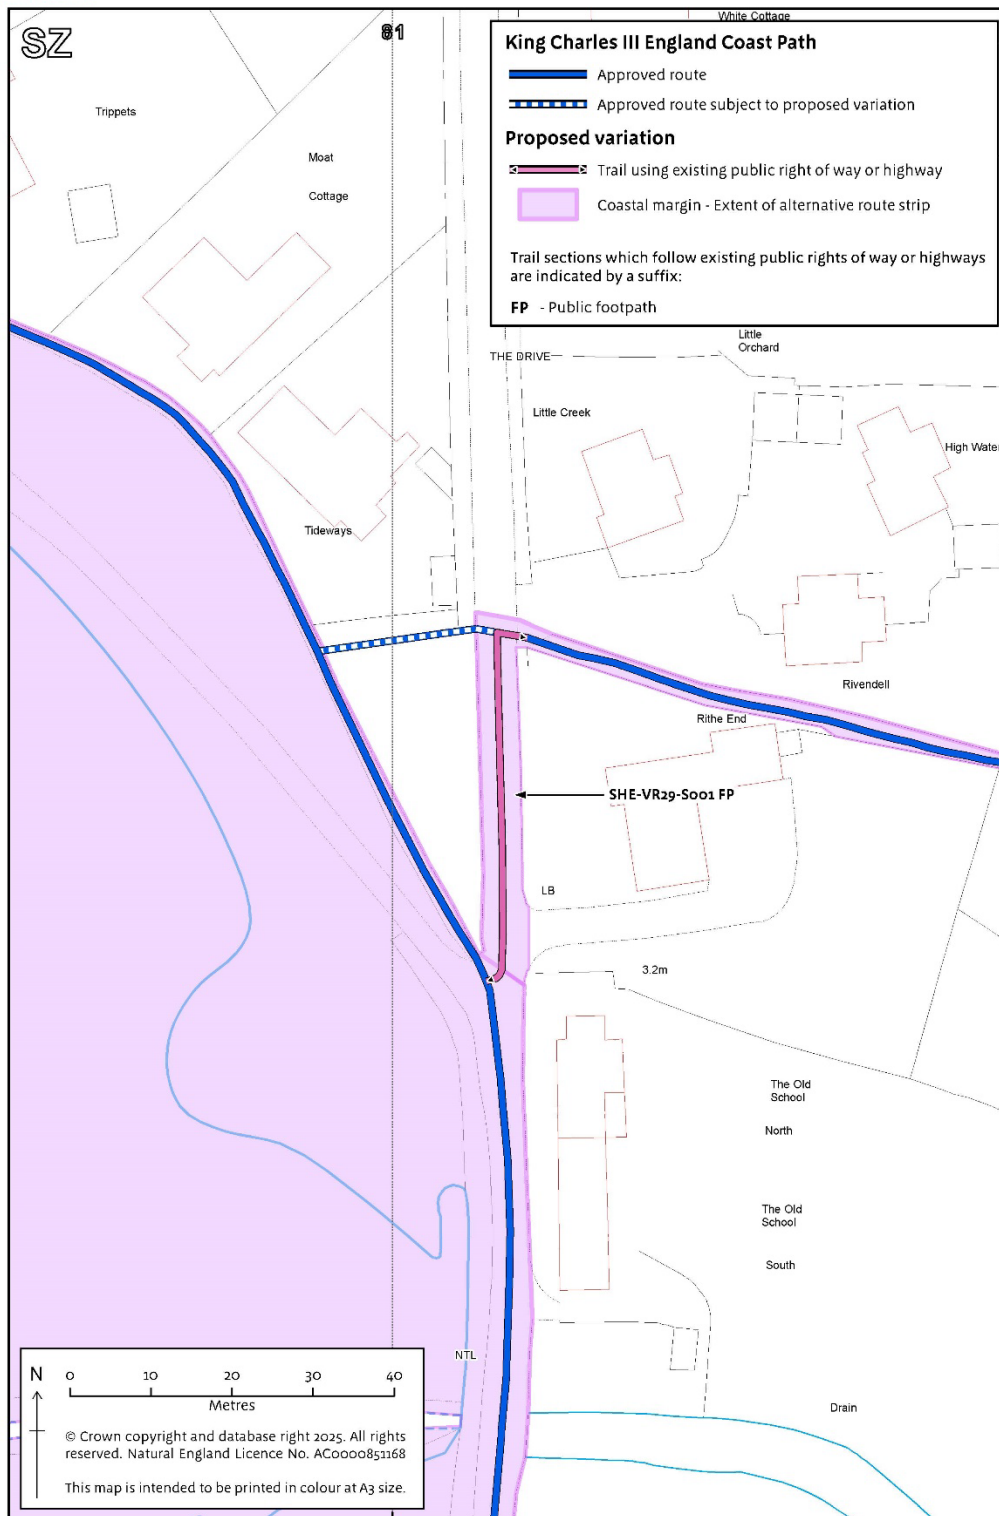 SZ
81
White Cottage
King Charles III England Coast Path
Approved route
Approved route subject to proposed variation
Proposed variation
Trail using existing public right of way or highway
Coastal margin - Extent of alternative route strip
Trail sections which follow existing public rights of way or highways
are indicated by a suffix:
FP - Public footpath
Trippets
Moat
Cottage
Little
Orchard
THE DRIVE
Little Creek
High Water
Tideways
Rivendell
Rithe End
SHE-VR29-S001 FP
LB
3.2m
The Old
School
North
The Old
School
South
NTL
Drain
N
0 10 20 30 40
Metres
© Crown copyright and database right 2025. All rights
reserved. Natural England Licence No. AC0000851168
This map is intended to be printed in colour at A3 size.